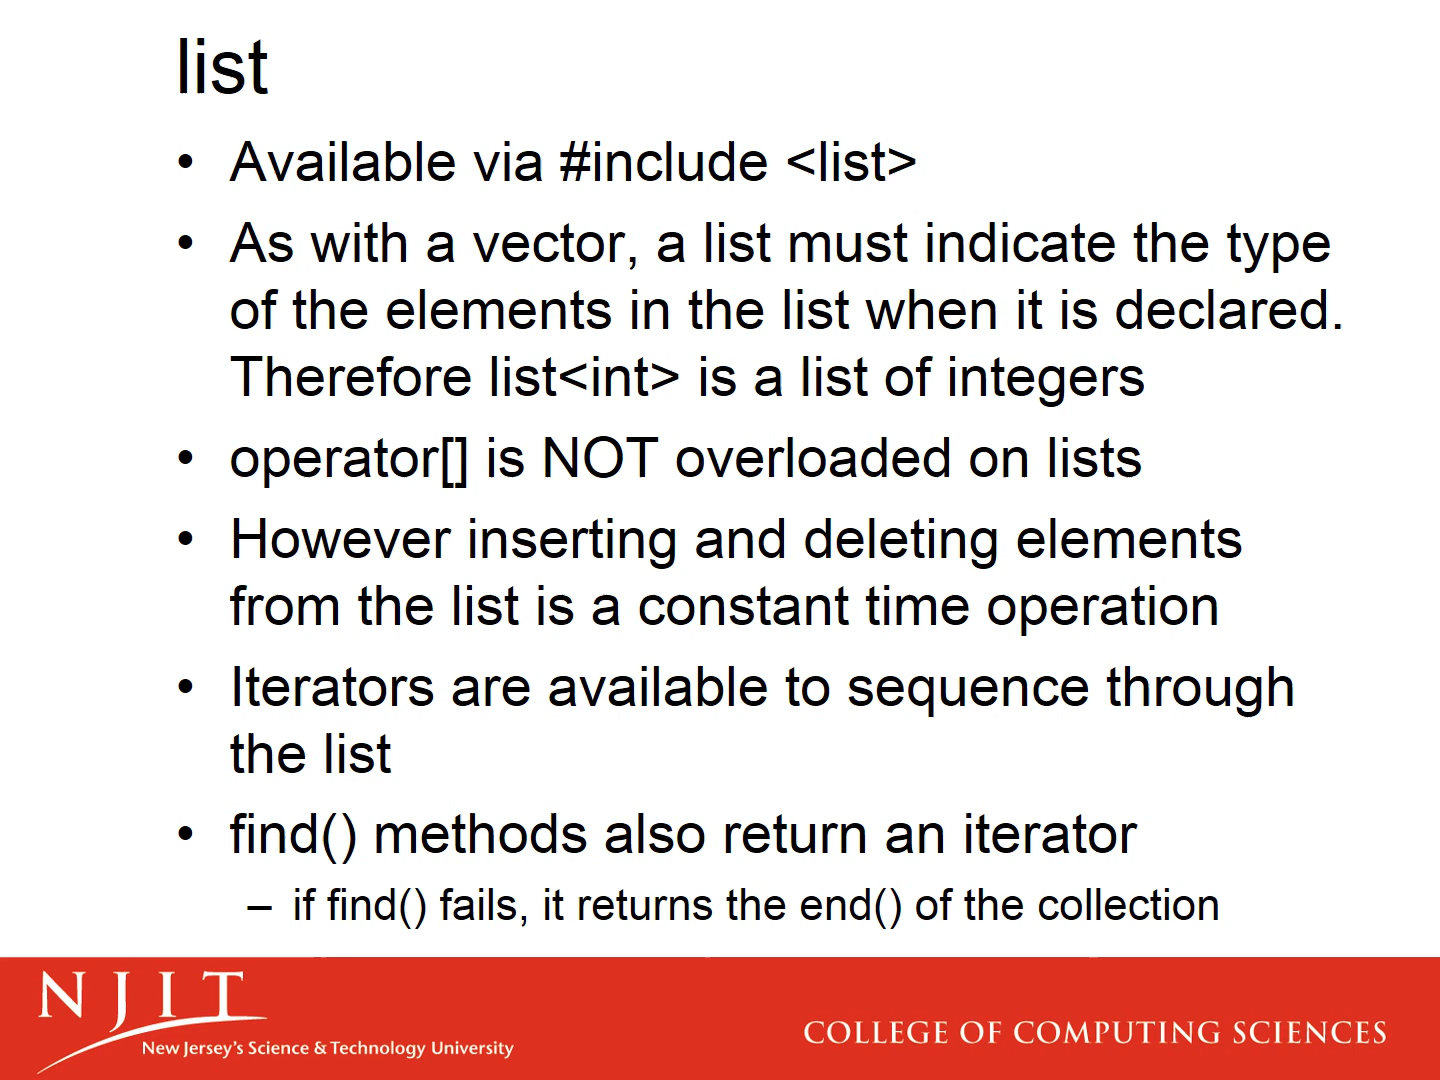 list
• Available via #include <list>
• As with a vector, a list must indicate the type
of the elements in the list when it is declared.
Therefore list<int> is a list of integers
• operator[] is NOT overloaded on lists
• However inserting and deleting elements
from the list is a constant time operation
• Iterators are available to sequence through
the list
• find() methods also return an iterator
– if find() fails, it returns the end() of the collection
NJIT
New Jersey's Science & Technology University
COLLEGE OF COMPUTING SCIENCES